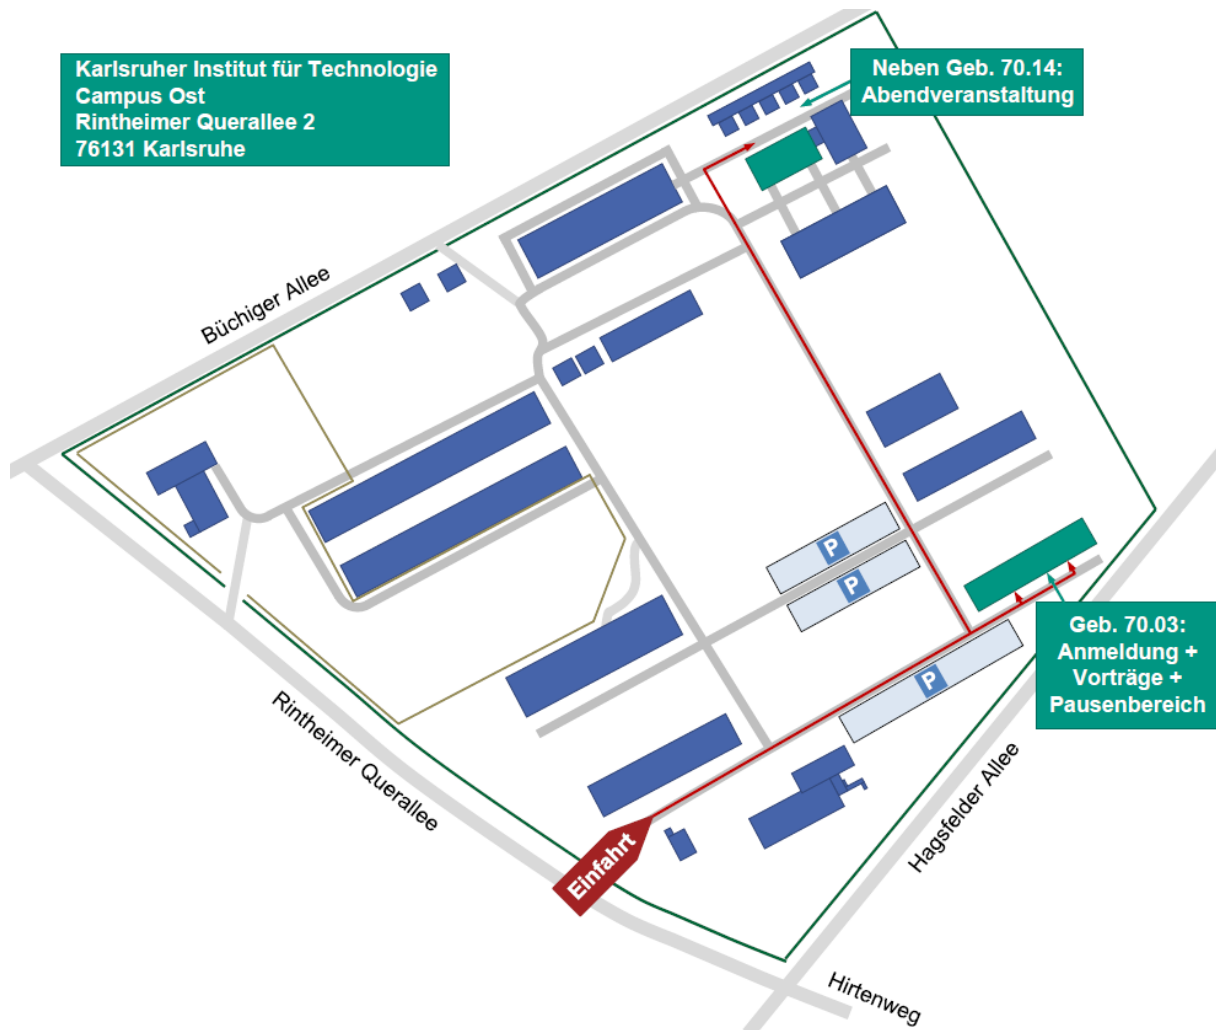 Karlsruher Institut für Technologie
Campus Ost
Rintheimer Querallee 2
76131 Karlsruhe
Neben Geb. 70.14:
Abendveranstaltung
Büchiger Allee
P
P
P
Geb. 70.03:
Anmeldung +
Vorträge +
Pausenbereich
Rintheimer Querallee
Hagsfelder Allee
Einfahrt
Hirtenweg